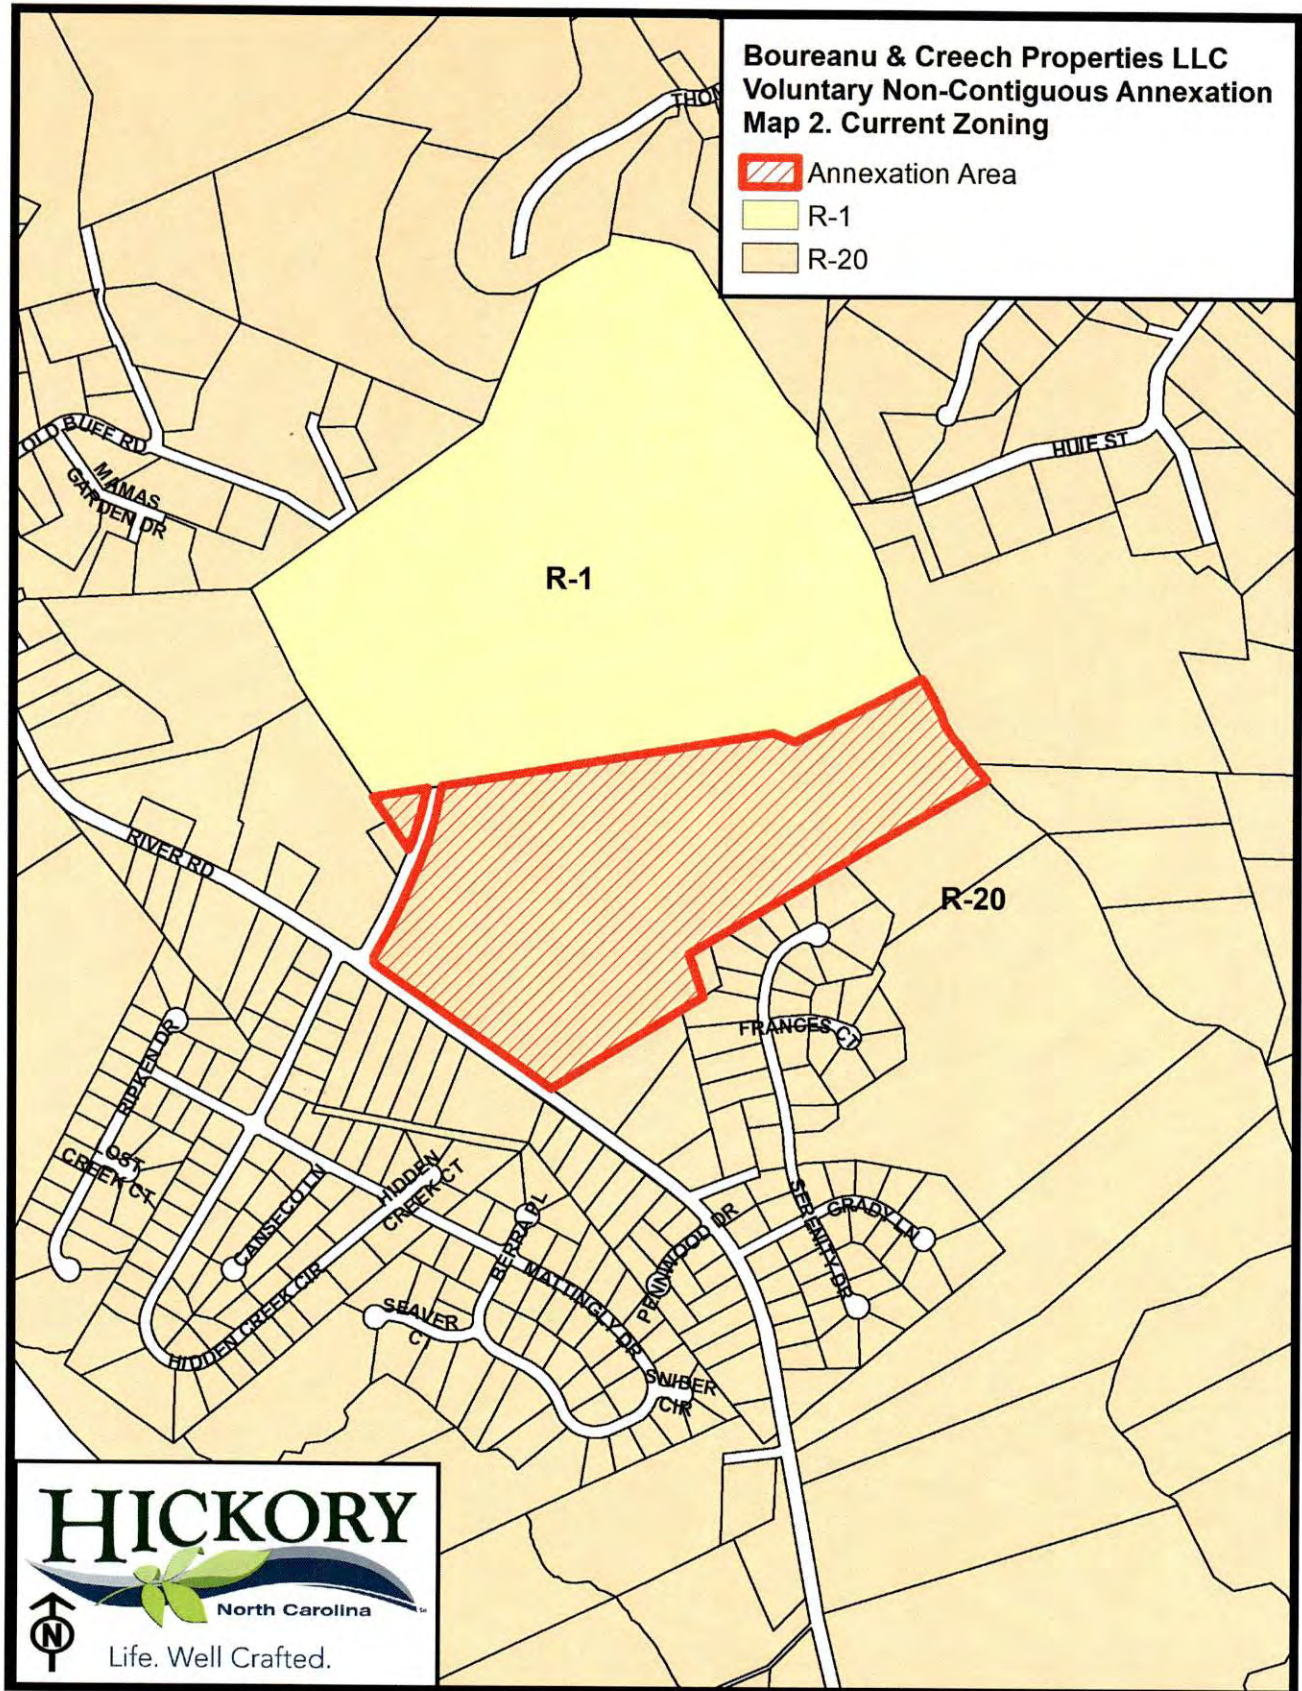 Boureanu & Creech Properties LLC
Voluntary Non-Contiguous Annexation
Map 2. Current Zoning
Annexation Area
R-1
R-20
OLD BUFF RD
MAMAS
GARDEN DR
HUIE ST
R-1
RIVER RD
R-20
FRANCES CT
RIPKEN DR
CREEK CT
CANSECO LN
HIDDEN
CREEK CT
HIDDEN CREEK CIR
BERRA PL
SEAVER
MATTINGLY DR
PENNWOOD DR
SERENITY DR
GRADY LN
SNIDER
CIR
HICKORY
North Carolina
N
Life. Well Crafted.